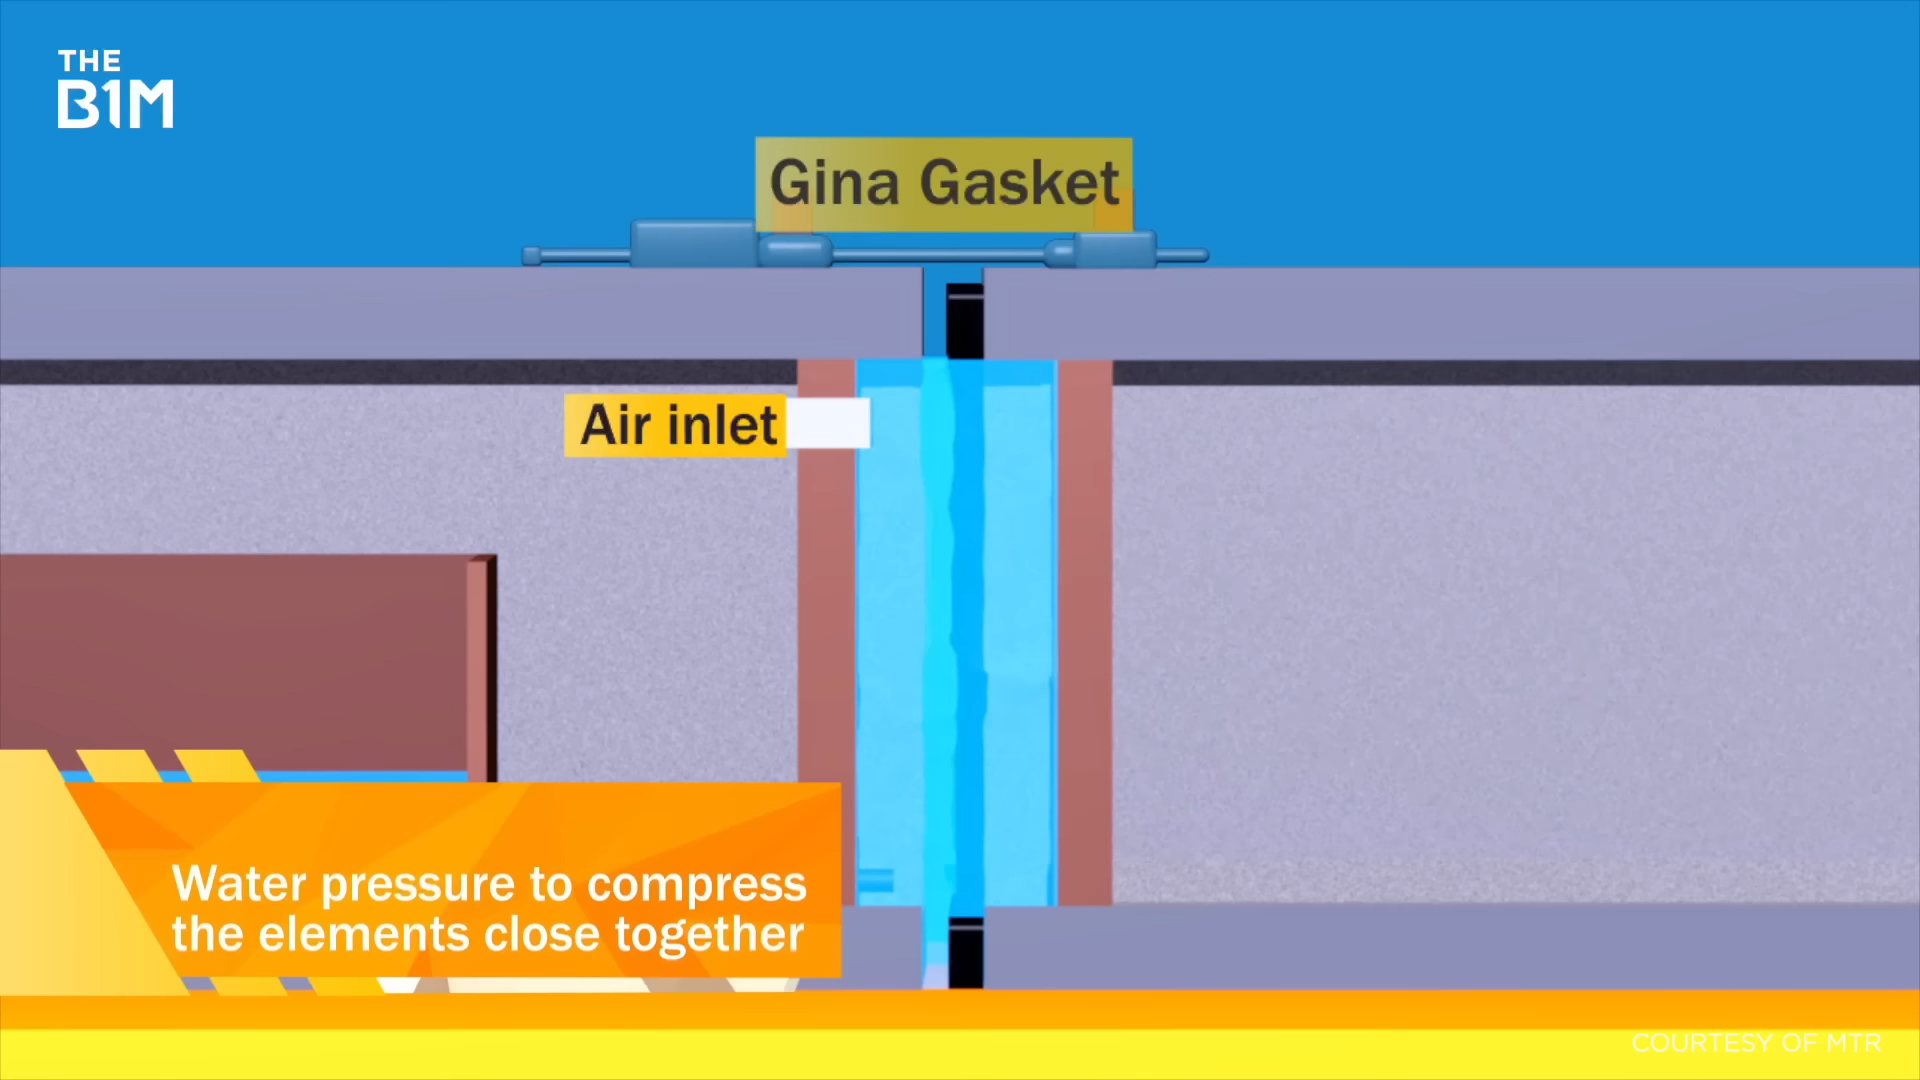 THE
B1M
Gina Gasket
Air inlet
Water pressure to compress
the elements close together
COURTESY OF MTR